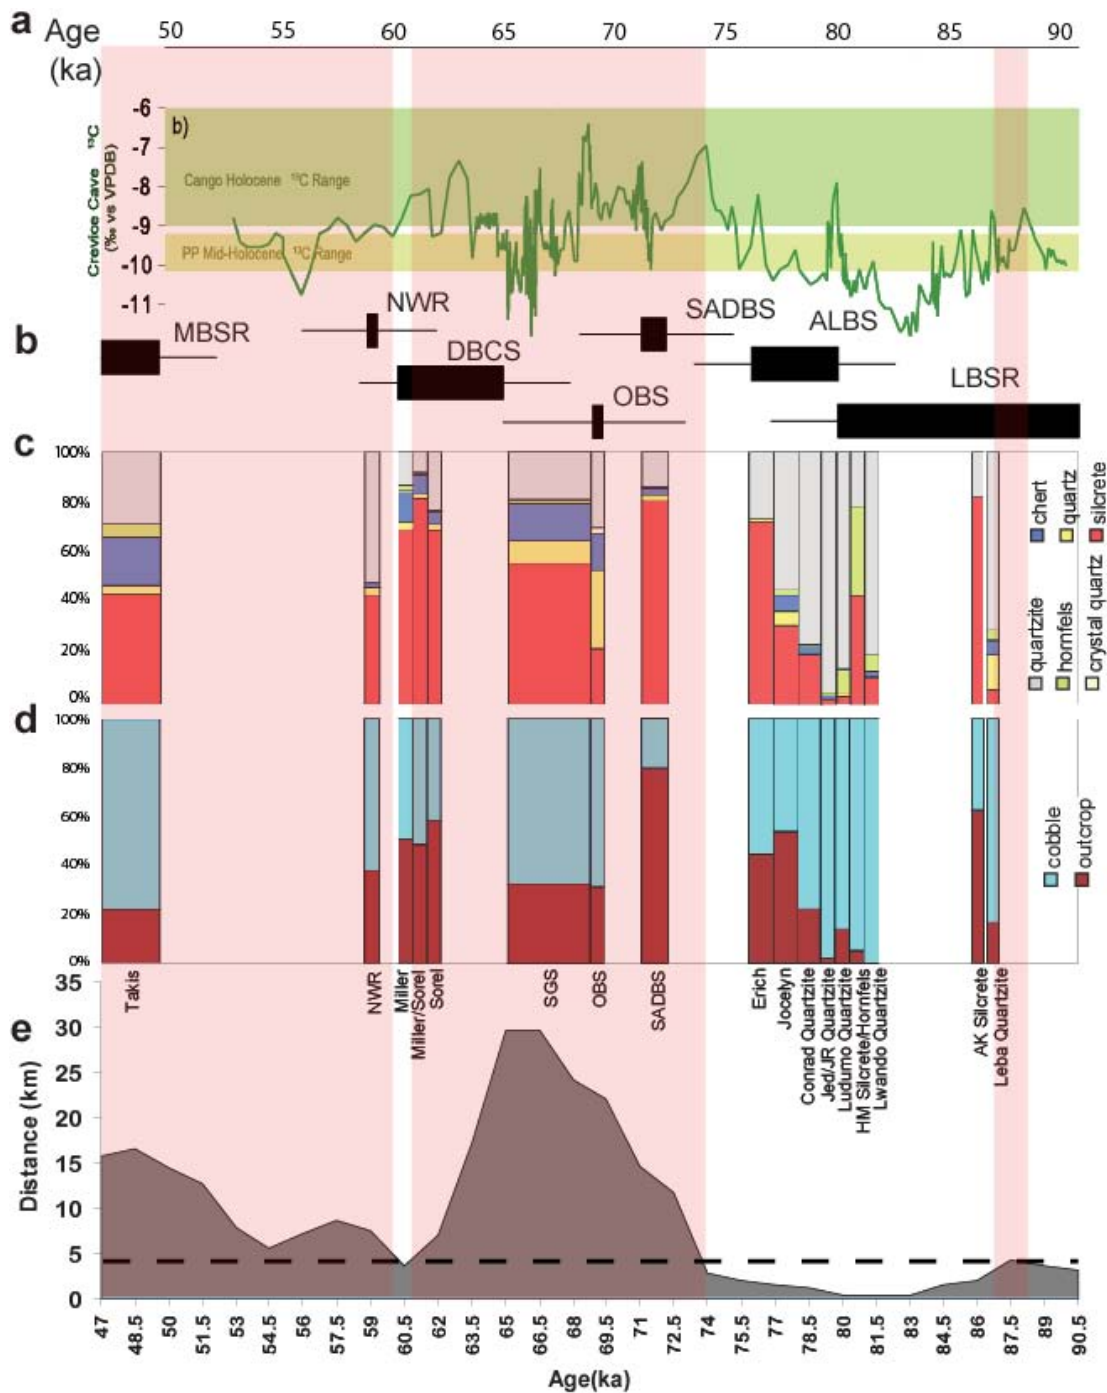 a Age 50 55 60 65 70 75 80 85 90
(ka)
Crevice Cave ¹³C
(‰ vs VPDB)
-6
-7
-8
-9
-10
-11
b)
Cango Holocene ¹³C Range
PP Mid-Holocene ¹³C Range
b
MBSR
NWR
DBCS
OBS
SADBS
ALBS
LBSR
c
100%
80%
60%
40%
20%
0%
chert
quartz
silcrete
quartzite
hornfels
crystal quartz
d
100%
80%
60%
40%
20%
0%
cobble
outcrop
Takis
NWR
Miller
Miller/Sorel
Sorel
SGS
OBS
SADBS
Erich
Jocelyn
Conrad Quartzite
Jed/JR Quartzite
Ludumo Quartzite
HM Silcrete/Hornfels
Lwando Quartzite
AK Silcrete
Leba Quartzite
e
Distance (km)
35
30
25
20
15
10
5
0
47 48.5 50 51.5 53 54.5 56 57.5 59 60.5 62 63.5 65 66.5 68 69.5 71 72.5 74 75.5 77 78.5 80 81.5 83 84.5 86 87.5 89 90.5
Age(ka)